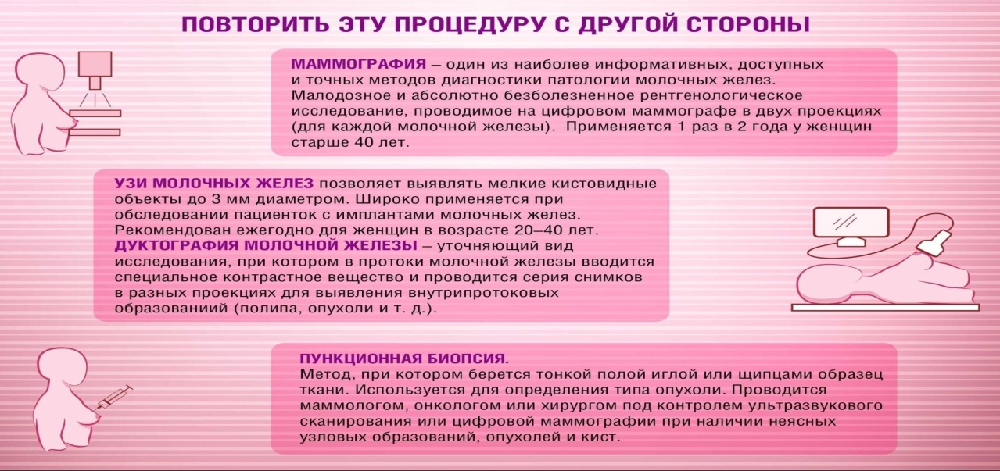 ПОВТОРИТЬ ЭТУ ПРОЦЕДУРУ С ДРУГОЙ СТОРОНЫ
МАММОГРАФИЯ – один из наиболее информативных, доступных
и точных методов диагностики патологии молочных желез.
Малодозное и абсолютно безболезненное рентгенологическое
исследование, проводимое на цифровом маммографе в двух проекциях
(для каждой молочной железы). Применяется 1 раз в 2 года у женщин
старше 40 лет.
УЗИ МОЛОЧНЫХ ЖЕЛЕЗ позволяет выявлять мелкие кистовидные
объекты до 3 мм диаметром. Широко применяется при
обследовании пациенток с имплантами молочных желез.
Рекомендован ежегодно для женщин в возрасте 20–40 лет.
ДУКТОГРАФИЯ МОЛОЧНОЙ ЖЕЛЕЗЫ – уточняющий вид
исследования, при котором в протоки молочной железы вводится
специальное контрастное вещество и проводится серия снимков
в разных проекциях для выявления внутрипротоковых
образованиий (полипа, опухоли и т. д.).
ПУНКЦИОННАЯ БИОПСИЯ.
Метод, при котором берется тонкой полой иглой или щипцами образец
ткани. Используется для определения типа опухоли. Проводится
маммологом, онкологом или хирургом под контролем ультразвукового
сканирования или цифровой маммографии при наличии неясных
узловых образований, опухолей и кист.